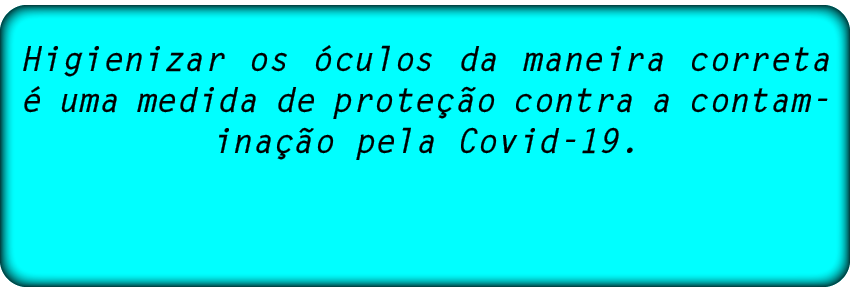 Higienizar os óculos da maneira correta
é uma medida de proteção contra a contam-
inação pela Covid-19.